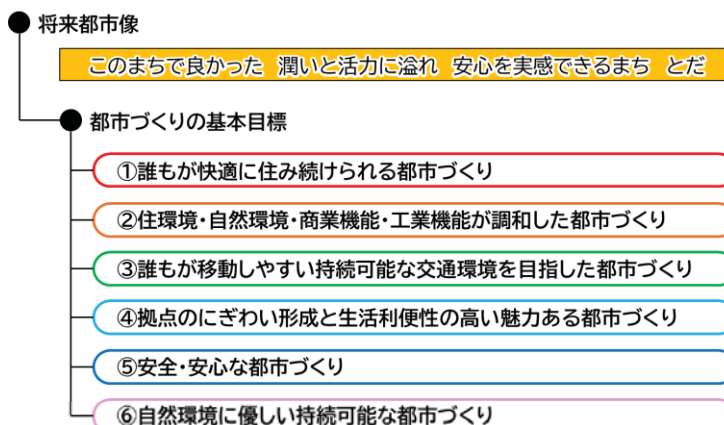 将来都市像
このまちで良かった 潤いと活力に溢れ 安心を実感できるまち とだ
都市づくりの基本目標
①誰もが快適に住み続けられる都市づくり
②住環境・自然環境・商業機能・工業機能が調和した都市づくり
③誰もが移動しやすい持続可能な交通環境を目指した都市づくり
④拠点のにぎわい形成と生活利便性の高い魅力ある都市づくり
⑤安全・安心な都市づくり
⑥自然環境に優しい持続可能な都市づくり